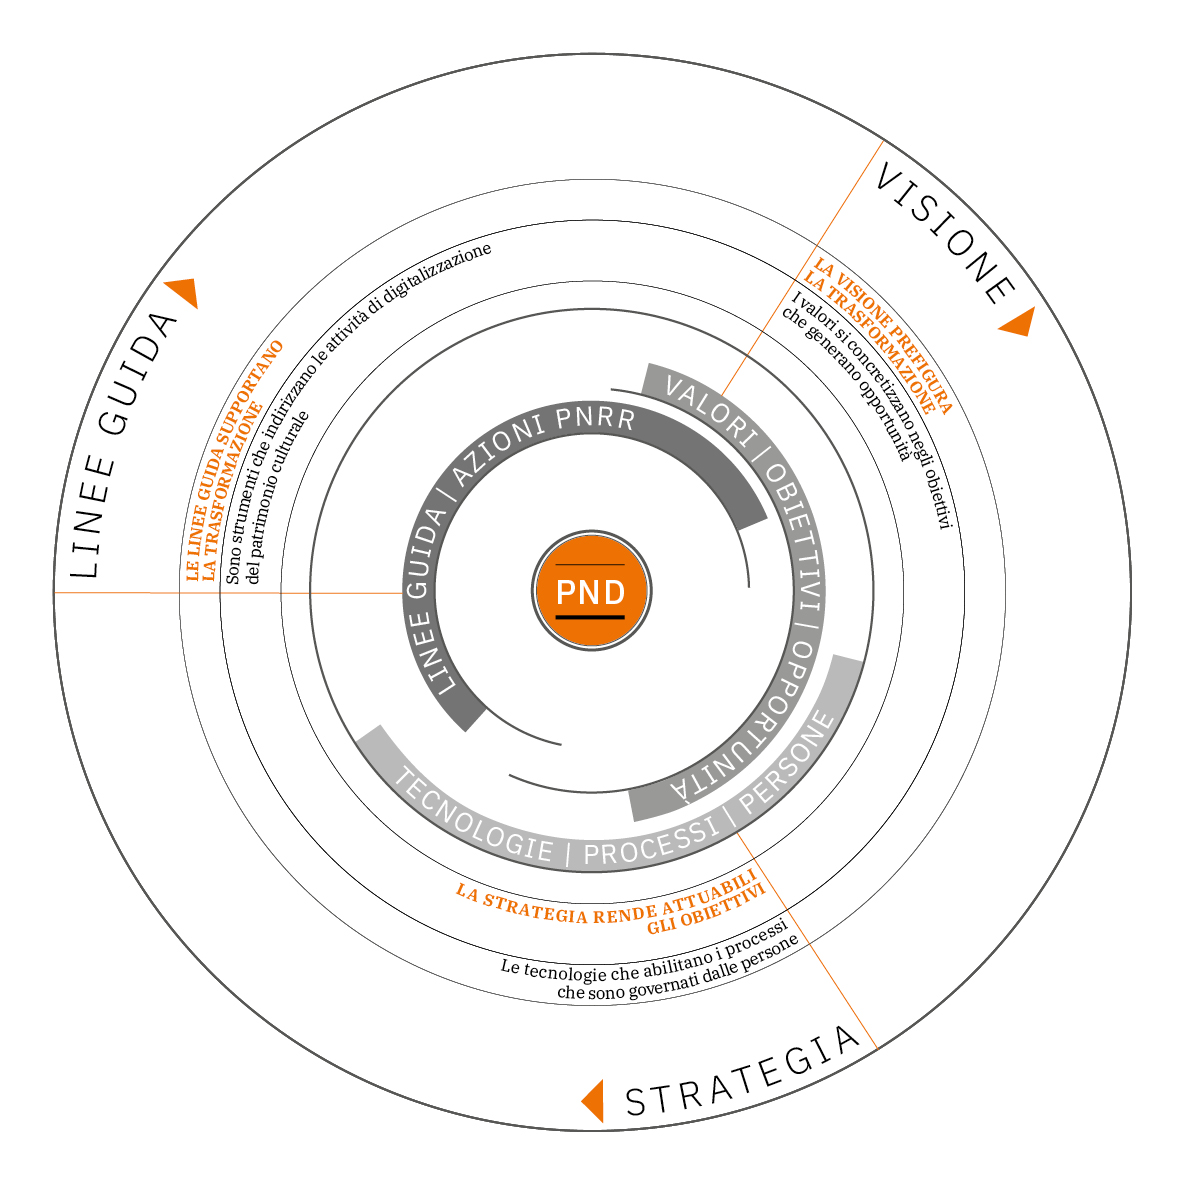 VISIONE
LA VISIONE PREFIGURA
LA TRASFORMAZIONE
I valori si concretizzano negli obiettivi
che generano opportunità
VALORI | OBIETTIVI | OPPORTUNITÀ
STRATEGIA
LA STRATEGIA RENDE ATTUABILI
GLI OBIETTIVI
Le tecnologie che abilitano i processi
che sono governati dalle persone
TECNOLOGIE | PROCESSI | PERSONE
LINEE GUIDA
LE LINEE GUIDA SUPPORTANO
LA TRASFORMAZIONE
Sono strumenti che indirizzano le attività di digitalizzazione
del patrimonio culturale
LINEE GUIDA | AZIONI PNRR
PND